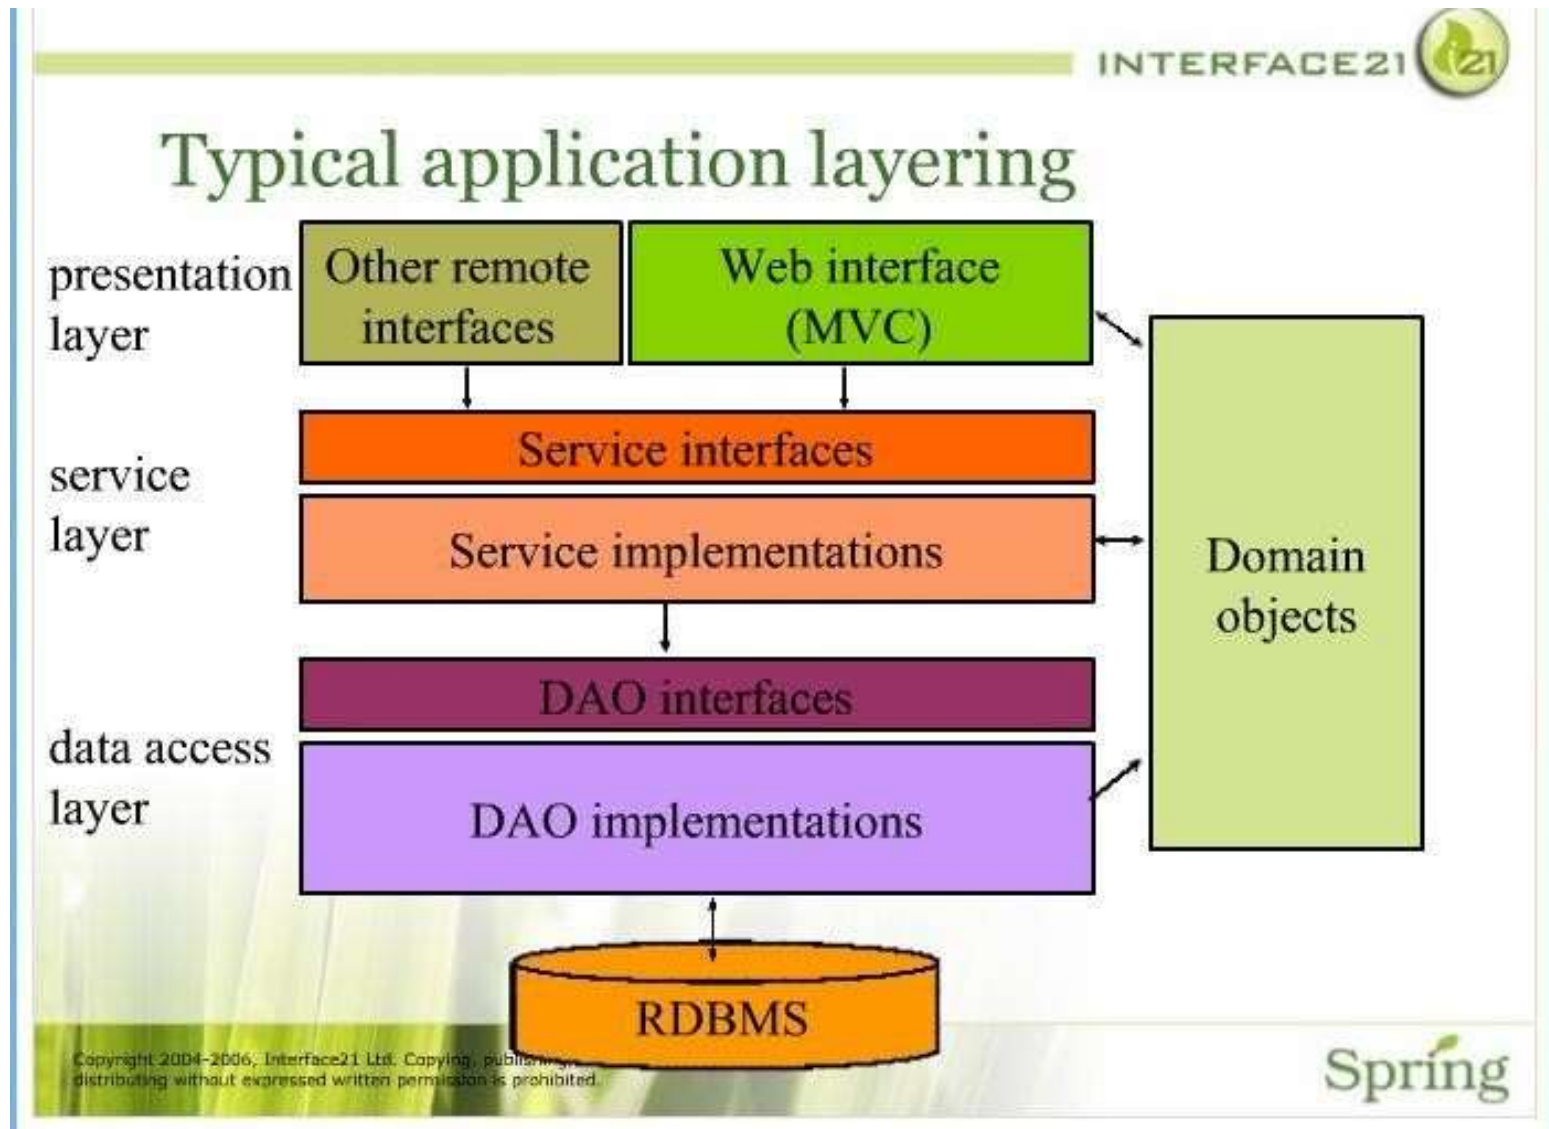 INTERFACE21
i21
Typical application layering
presentation
layer
Other remote
interfaces
Web interface
(MVC)
service
layer
Service interfaces
Service implementations
Domain
objects
data access
layer
DAO interfaces
DAO implementations
RDBMS
Copyright 2004-2006, Interface21 Ltd. Copying,
distributing without expressed written permission is prohibited.
Spring